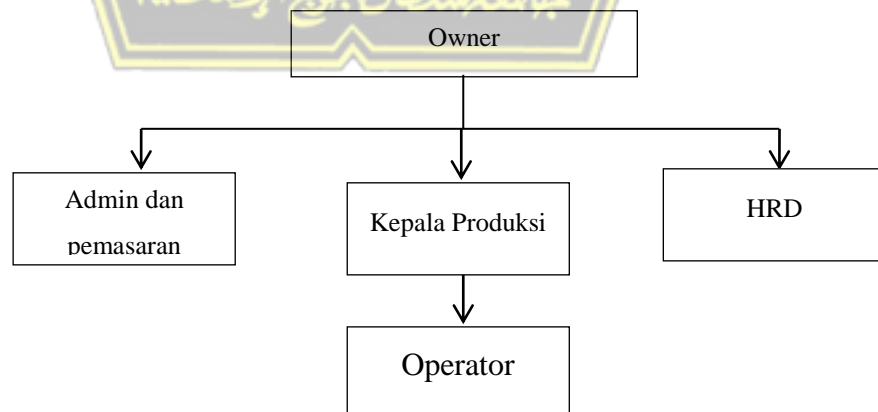 Owner
Admin dan
pemasaran
Kepala Produksi
HRD
Operator